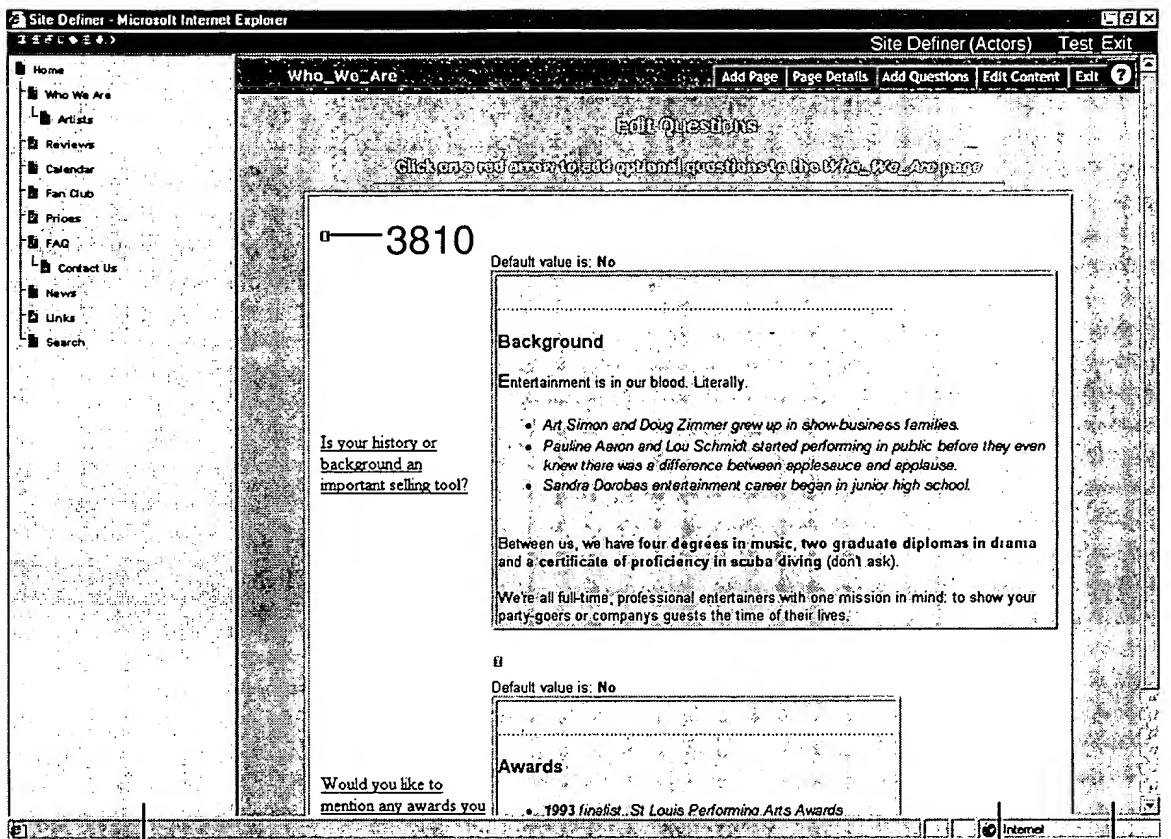 Site Definer - Microsoft Internet Explorer
Site Definer (Actors) Test Exit
Home
Who We Are
Artists
Reviews
Calendar
Fan Club
Prices
FAQ
Contact Us
News
Links
Search
Who_We_Are
Add Page Page Details Add Questions Edit Content Exit ?
Edit Questions
Click on a red arrow to add optional questions to the Who_We_Are page
3810
Default value is: No
Background
Entertainment is in our blood. Literally.
• Art Simon and Doug Zimmer grew up in show-business families.
• Pauline Aaron and Lou Schmidt started performing in public before they even
knew there was a difference between applesauce and applause.
• Sandra Dorobas entertainment career began in junior high school.
Is your history or
background an
important selling tool?
Between us, we have four degrees in music, two graduate diplomas in drama
and a certificate of proficiency in scuba diving (don't ask).
We're all full-time, professional entertainers with one mission in mind: to show your
party-goers or companys guests the time of their lives.
Default value is: No
Awards
Would you like to
mention any awards you
• 1993 finalist, St Louis Performing Arts Awards
Internet